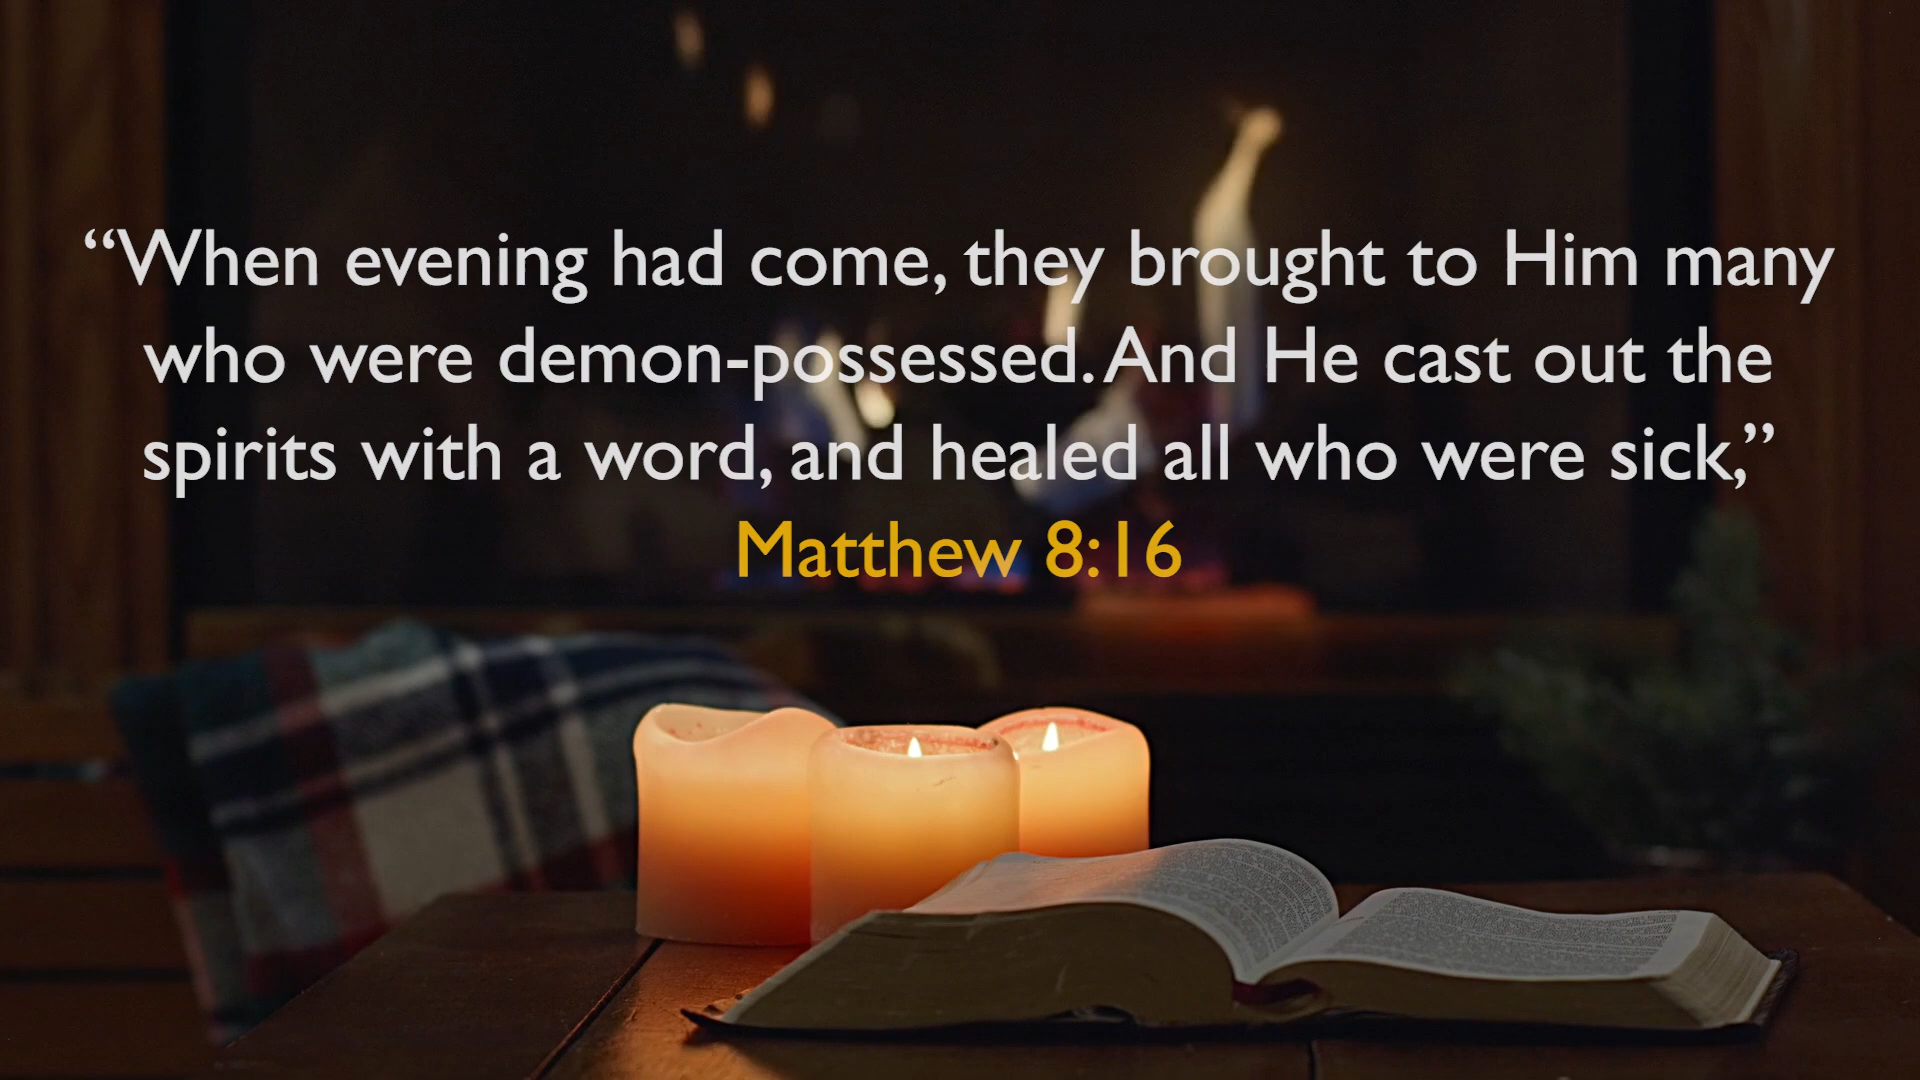 “When evening had come, they brought to Him many
who were demon-possessed. And He cast out the
spirits with a word, and healed all who were sick,”
Matthew 8:16